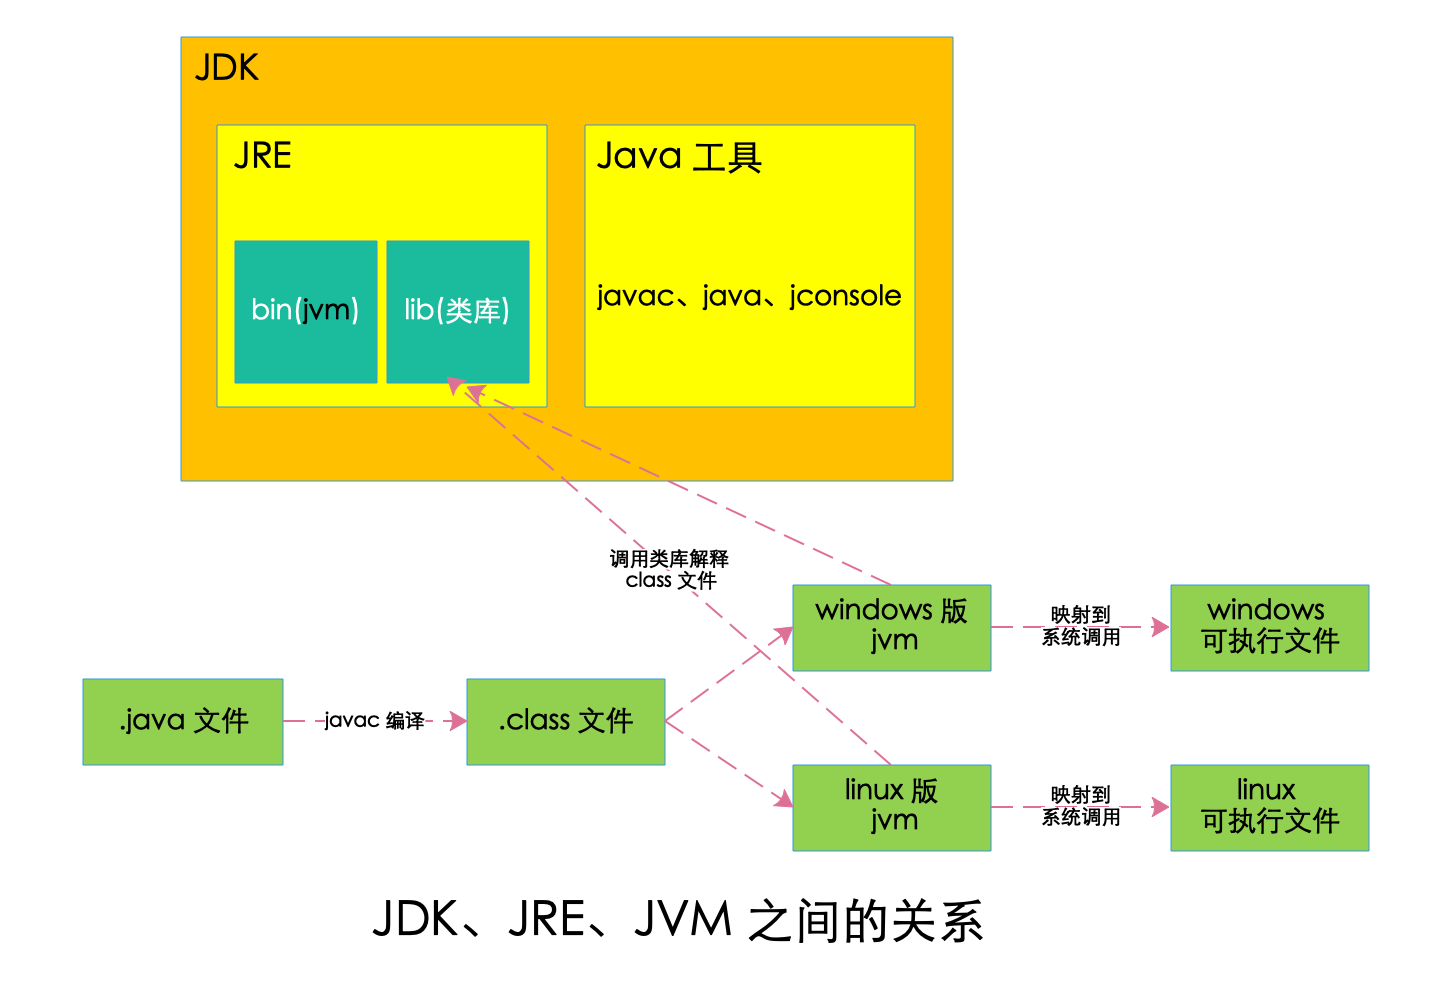 JDK
JRE
Java 工具
bin(jvm)
lib(类库)
javac、java、jconsole
调用类库解释
class 文件
windows 版
jvm
映射到
系统调用
windows
可执行文件
.java 文件
javac 编译
.class 文件
linux 版
jvm
映射到
系统调用
linux
可执行文件
JDK、JRE、JVM 之间的关系